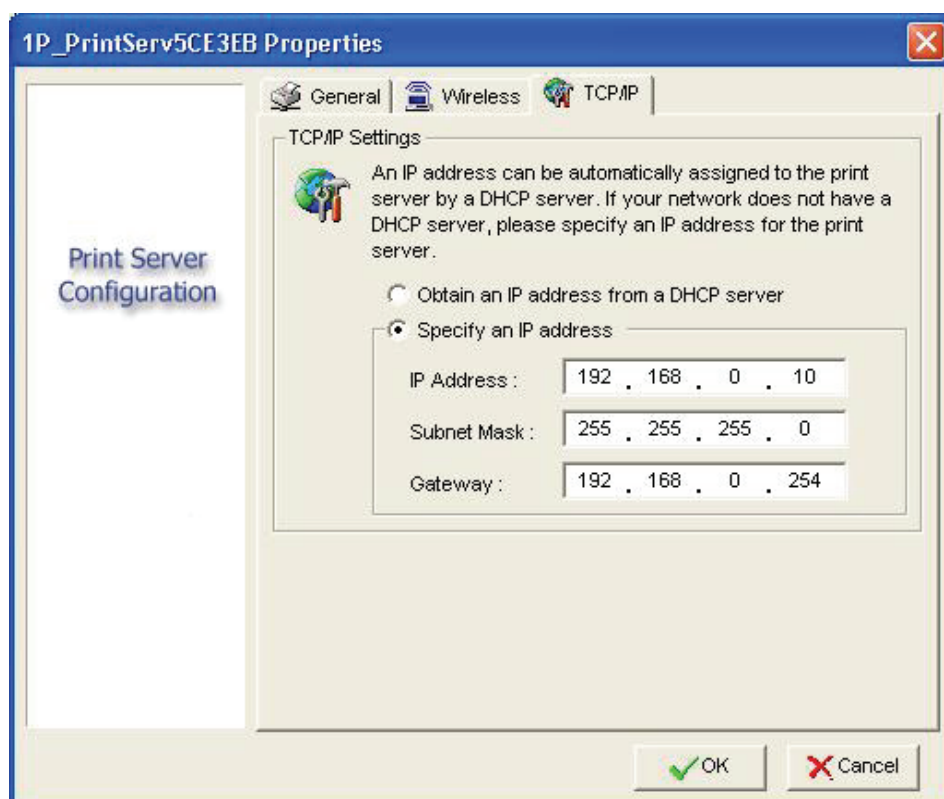 1P_PrintServ5CE3EB Properties
General Wireless TCP/IP
Print Server
Configuration
TCP/IP Settings
An IP address can be automatically assigned to the print
server by a DHCP server. If your network does not have a
DHCP server, please specify an IP address for the print
server.
Obtain an IP address from a DHCP server
Specify an IP address
IP Address : 192 . 168 . 0 . 10
Subnet Mask : 255 . 255 . 255 . 0
Gateway : 192 . 168 . 0 . 254
OK Cancel